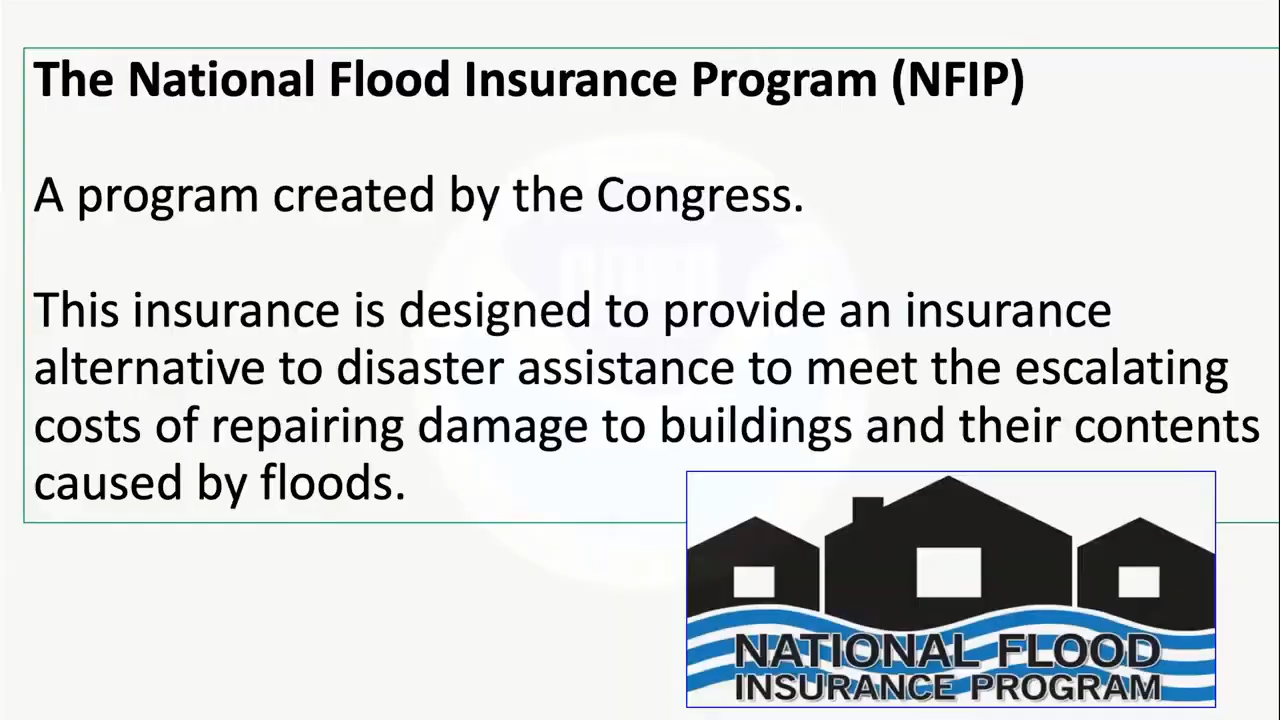 The National Flood Insurance Program (NFIP)
A program created by the Congress.
This insurance is designed to provide an insurance
alternative to disaster assistance to meet the escalating
costs of repairing damage to buildings and their contents
caused by floods.
NATIONAL FLOOD
INSURANCE PROGRAM